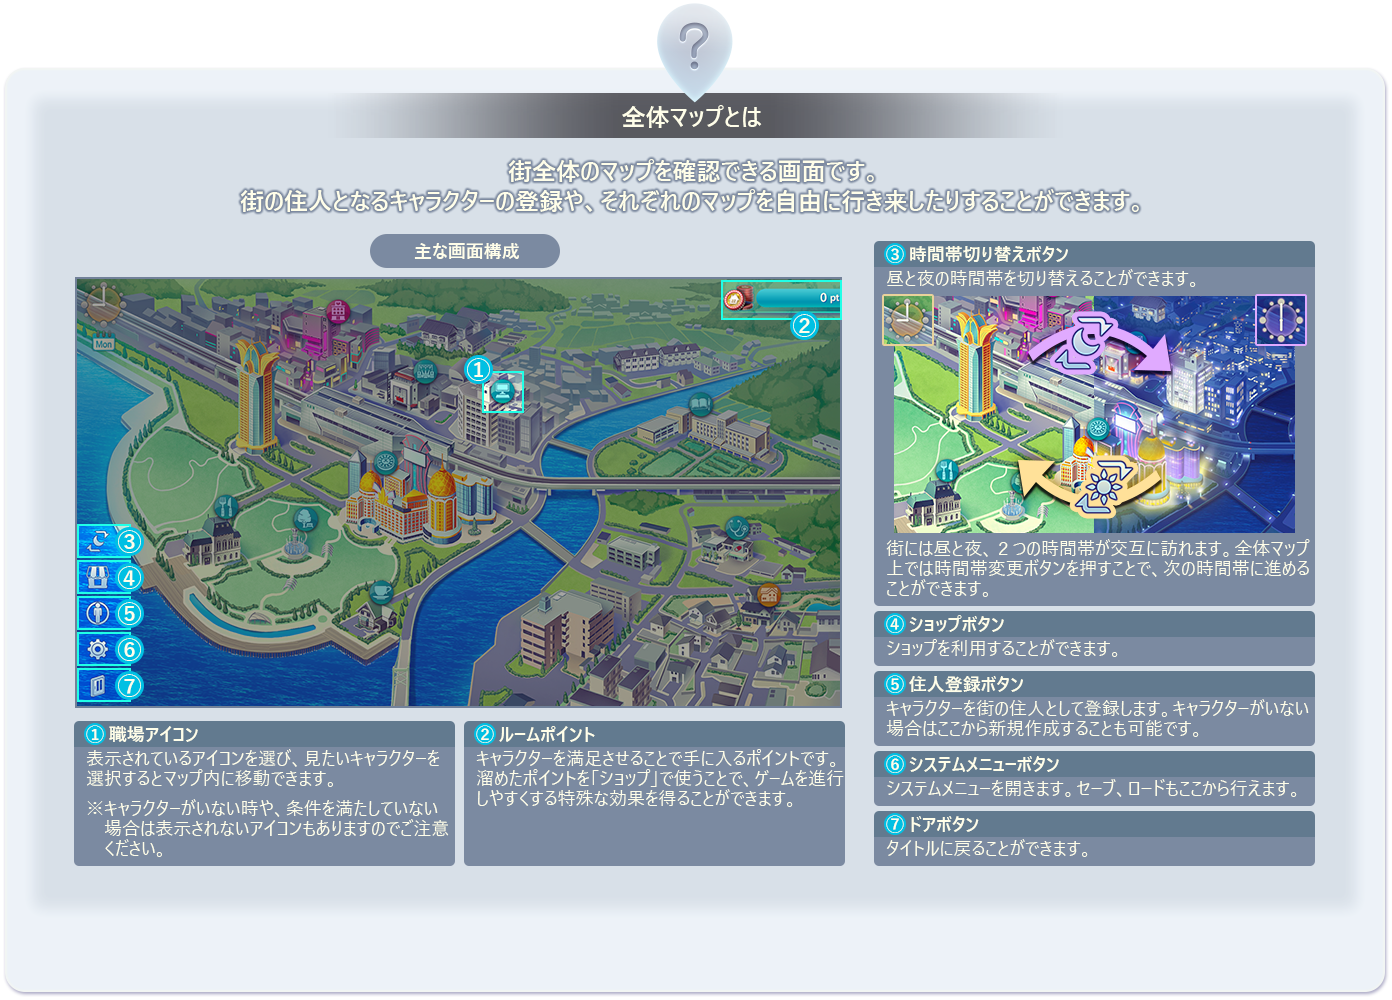 ?
全体マップとは
街全体のマップを確認できる画面です。
街の住人となるキャラクターの登録や、それぞれのマップを自由に行き来したりすることができます。
主な画面構成
Mon
0 pt
①
②
③
④
⑤
⑥
⑦
①職場アイコン
表示されているアイコンを選び、見たいキャラクターを
選択するとマップ内に移動できます。
※キャラクターがいない時や、条件を満たしていない
場合は表示されないアイコンもありますのでご注意
ください。
②ルームポイント
キャラクターを満足させることで手に入るポイントです。
溜めたポイントを「ショップ」で使うことで、ゲームを進行
しやすくする特殊な効果を得ることができます。
③時間帯切り替えボタン
昼と夜の時間帯を切り替えることができます。
街には昼と夜、２つの時間帯が交互に訪れます。全体マップ
上では時間帯変更ボタンを押すことで、次の時間帯に進める
ことができます。
④ショップボタン
ショップを利用することができます。
⑤住人登録ボタン
キャラクターを街の住人として登録します。キャラクターがいない
場合はここから新規作成することも可能です。
⑥システムメニューボタン
システムメニューを開きます。セーブ、ロードもここから行えます。
⑦ドアボタン
タイトルに戻ることができます。